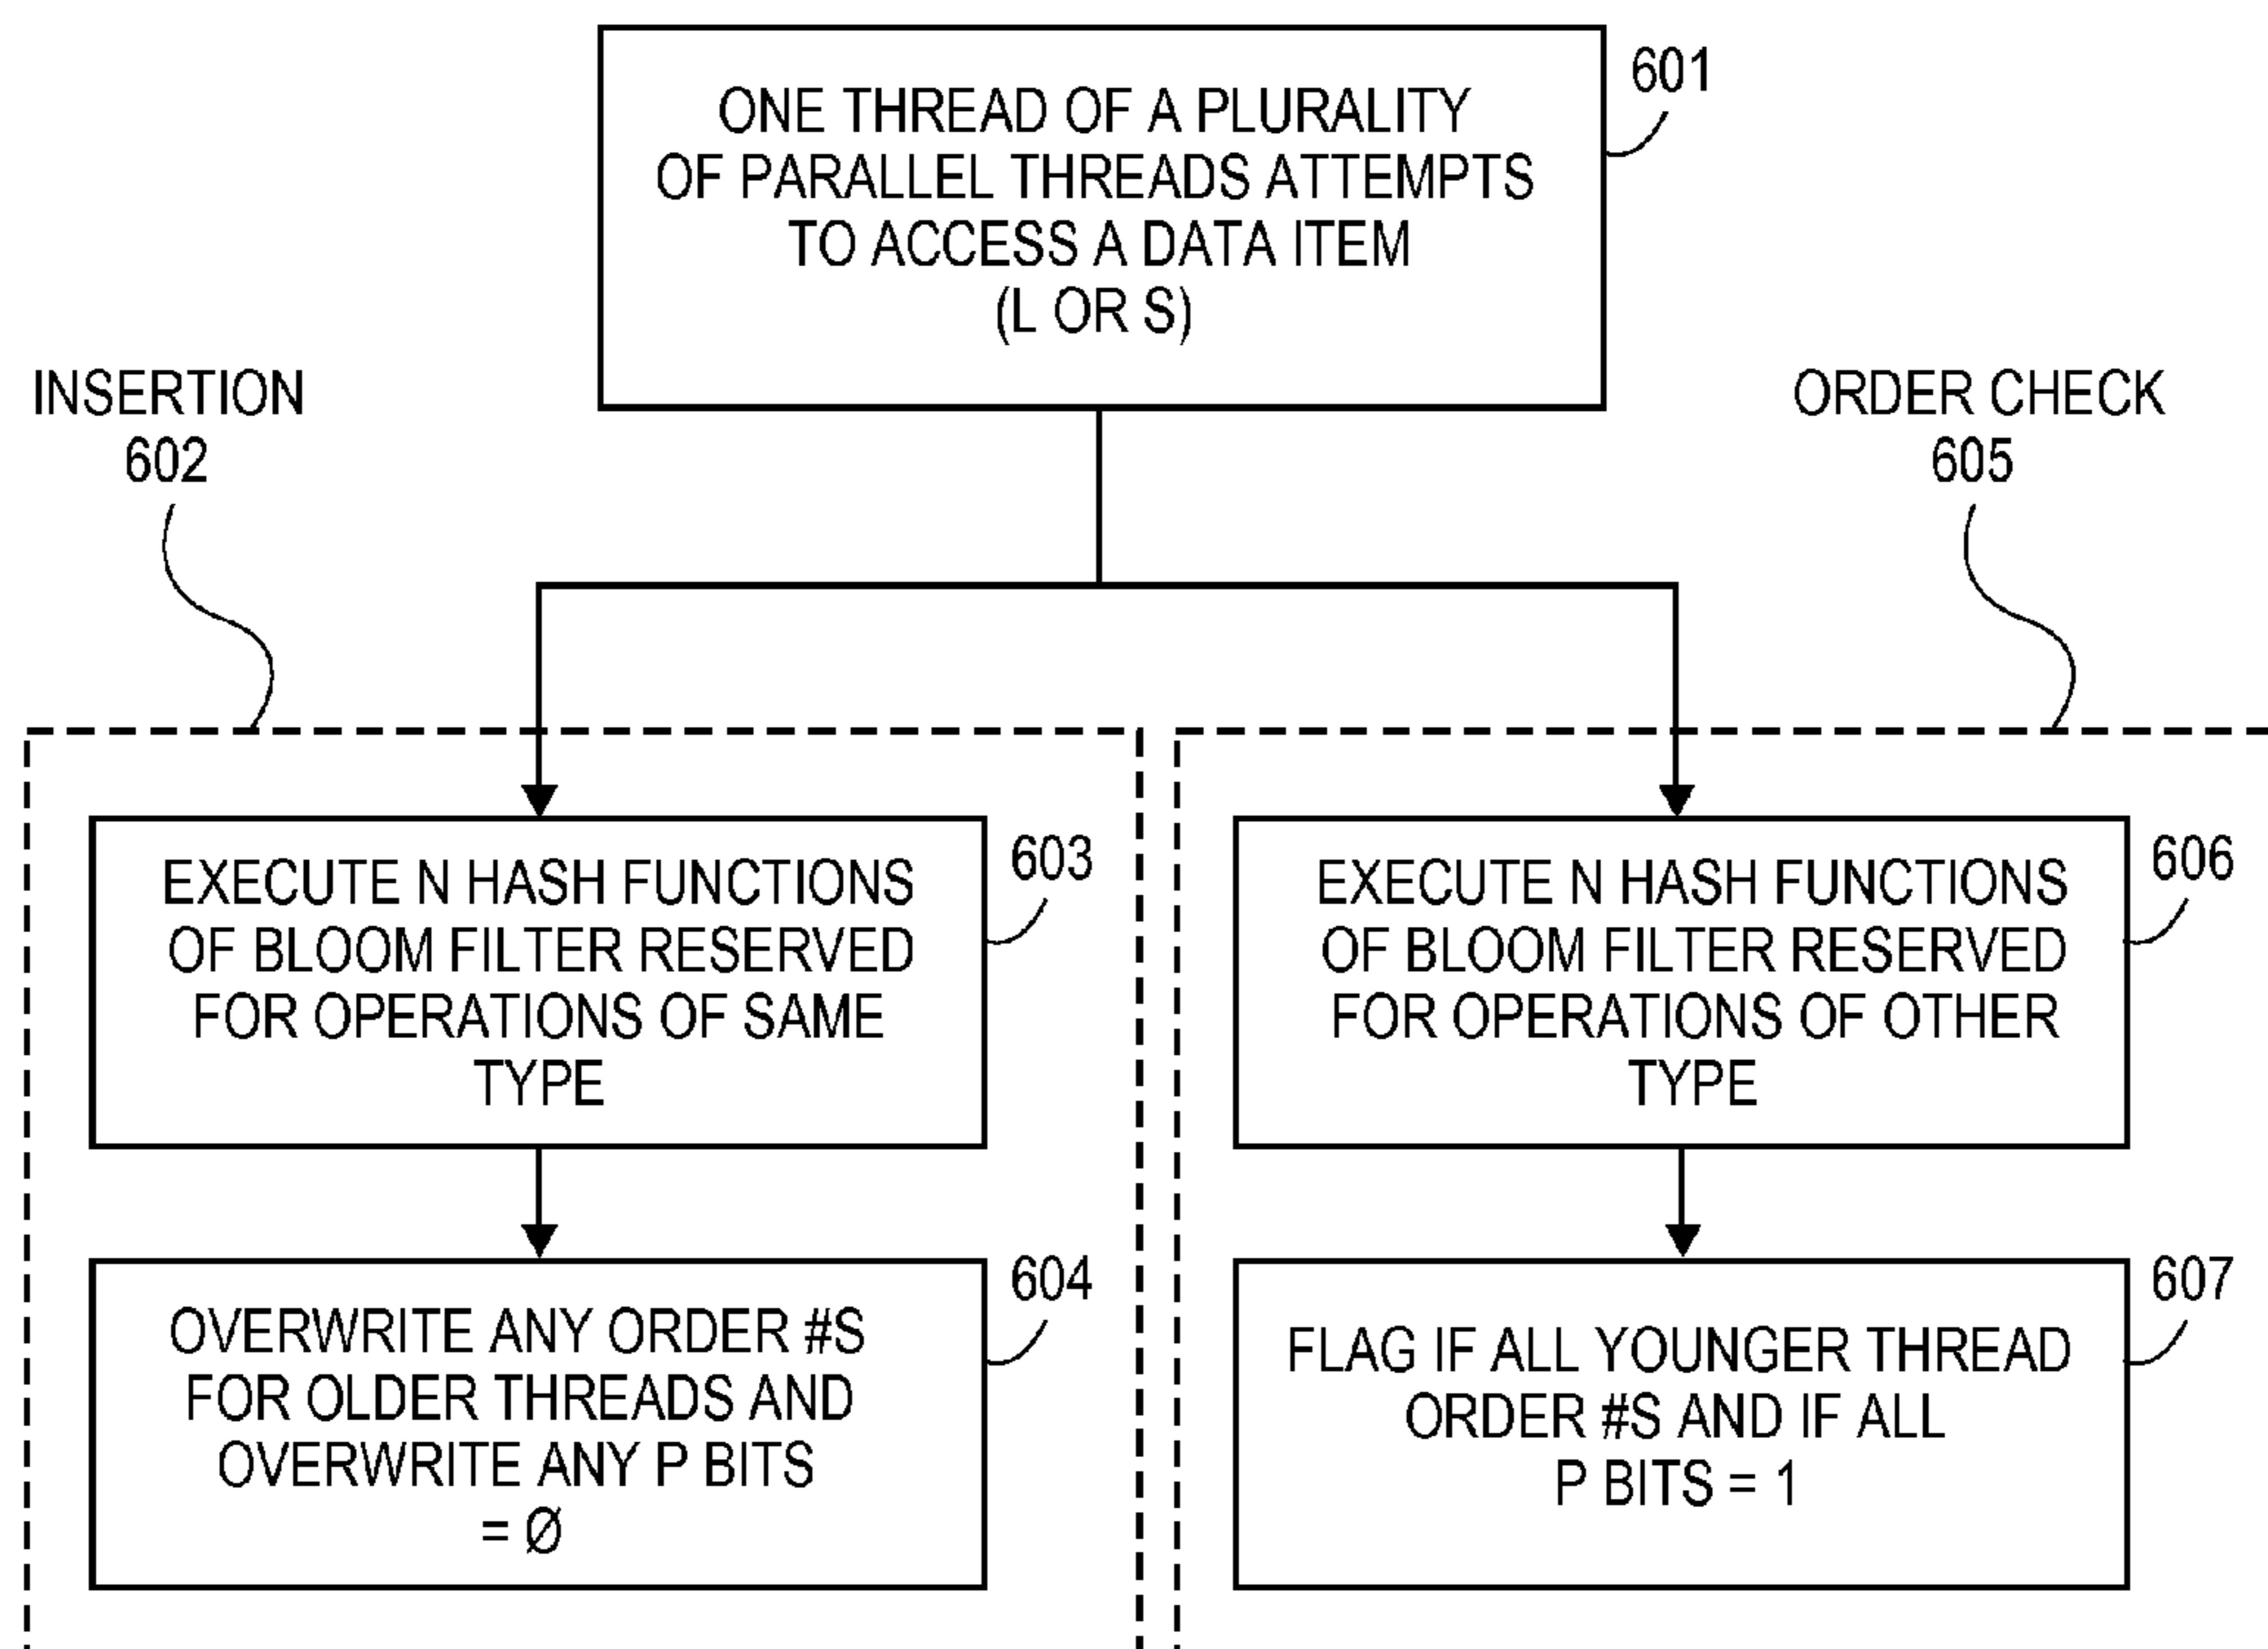 ONE THREAD OF A PLURALITY
OF PARALLEL THREADS ATTEMPTS
TO ACCESS A DATA ITEM
(L OR S)
601
INSERTION
602
ORDER CHECK
605
EXECUTE N HASH FUNCTIONS
OF BLOOM FILTER RESERVED
FOR OPERATIONS OF SAME
TYPE
603
EXECUTE N HASH FUNCTIONS
OF BLOOM FILTER RESERVED
FOR OPERATIONS OF OTHER
TYPE
606
OVERWRITE ANY ORDER #S
FOR OLDER THREADS AND
OVERWRITE ANY P BITS
= Ø
604
FLAG IF ALL YOUNGER THREAD
ORDER #S AND IF ALL
P BITS = 1
607